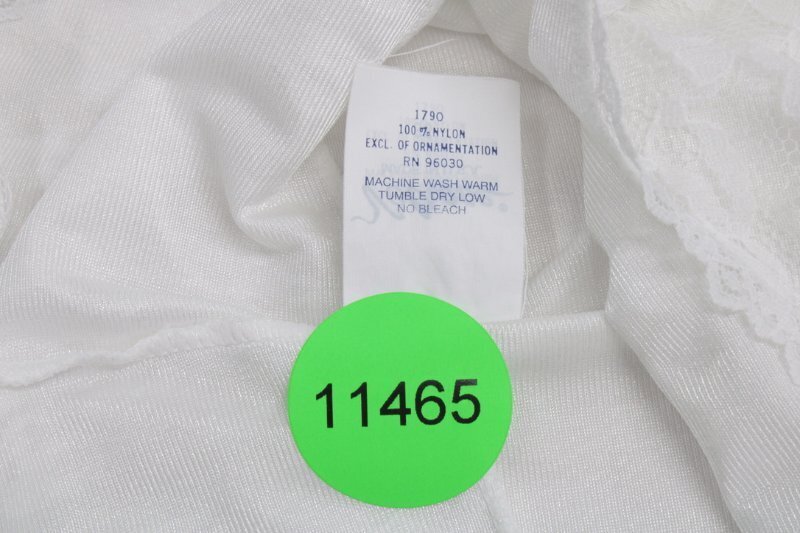 1790
100% NYLON
EXCL. OF ORNAMENTATION
RN 96030
MACHINE WASH WARM
TUMBLE DRY LOW
NO BLEACH
11465